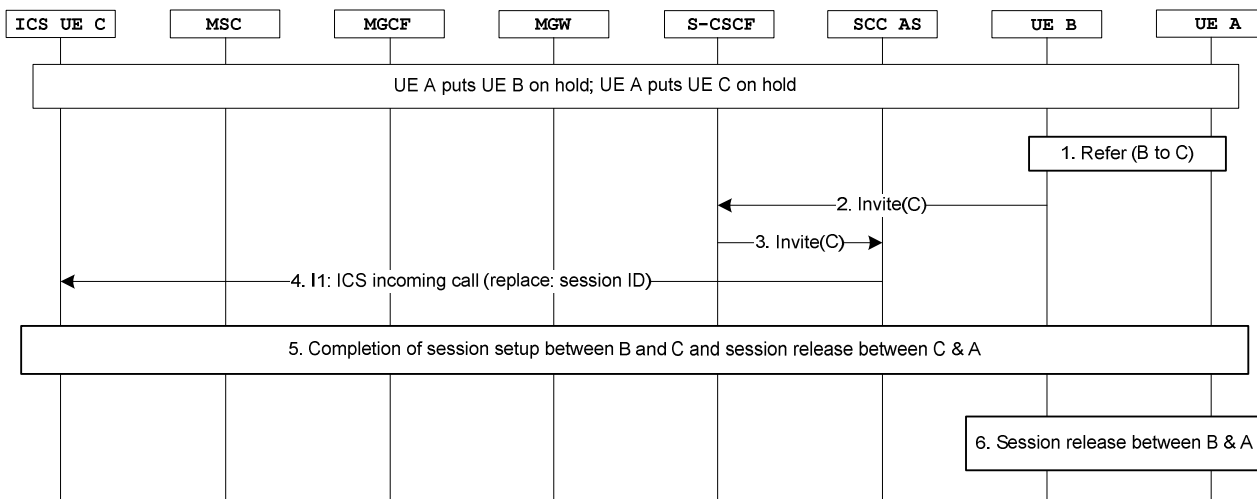 ICS UE C
MSC
MGCF
MGW
S-CSCF
SCC AS
UE B
UE A
UE A puts UE B on hold; UE A puts UE C on hold
1. Refer (B to C)
2. Invite(C)
3. Invite(C)
4. I1: ICS incoming call (replace: session ID)
5. Completion of session setup between B and C and session release between C & A
6. Session release between B & A